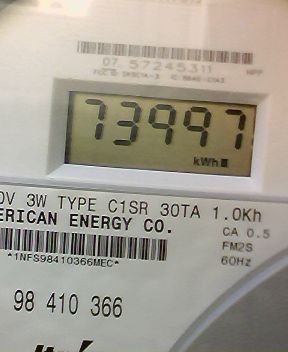 07 57245311
73997
kWh
0V 3W TYPE C1SR 30TA 1.0Kh
ERICAN ENERGY CO.
CA 0.5
FM2S
60Hz
*1NFS98410366MEC*
98 410 366